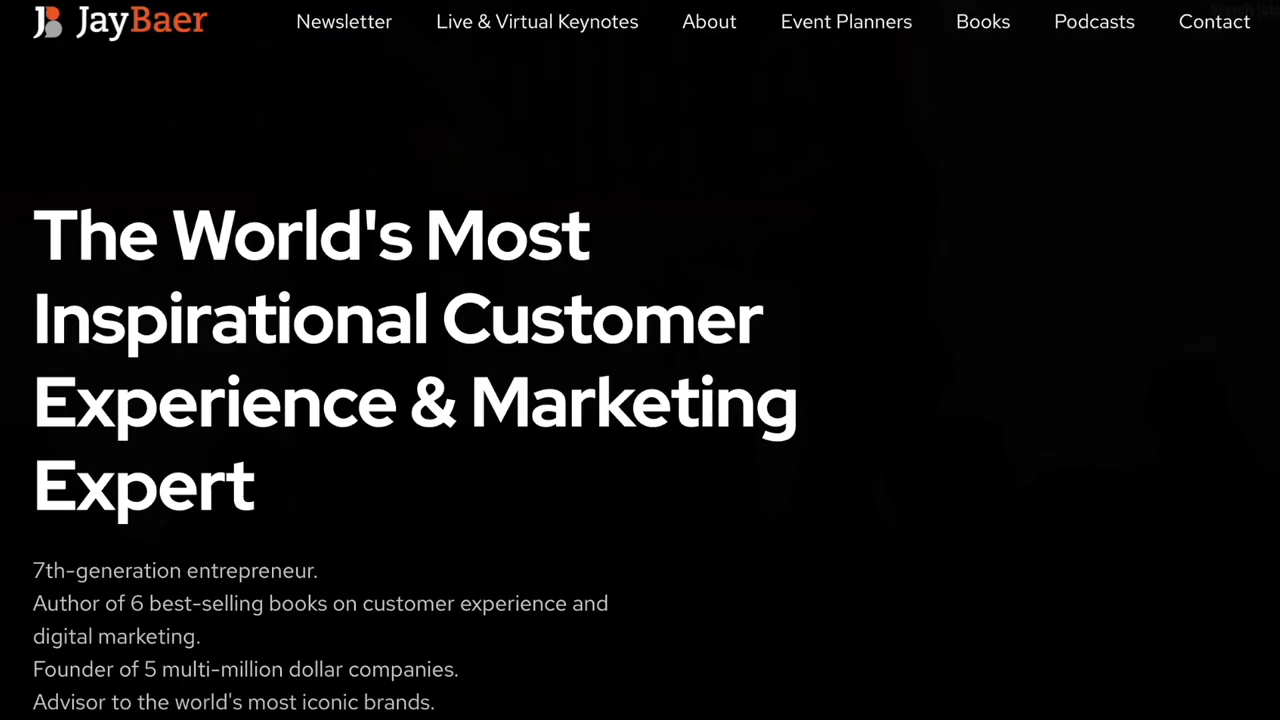 JayBaer
Newsletter
Live & Virtual Keynotes
About
Event Planners
Books
Podcasts
Contact
The World's Most
Inspirational Customer
Experience & Marketing
Expert
7th-generation entrepreneur.
Author of 6 best-selling books on customer experience and
digital marketing.
Founder of 5 multi-million dollar companies.
Advisor to the world's most iconic brands.